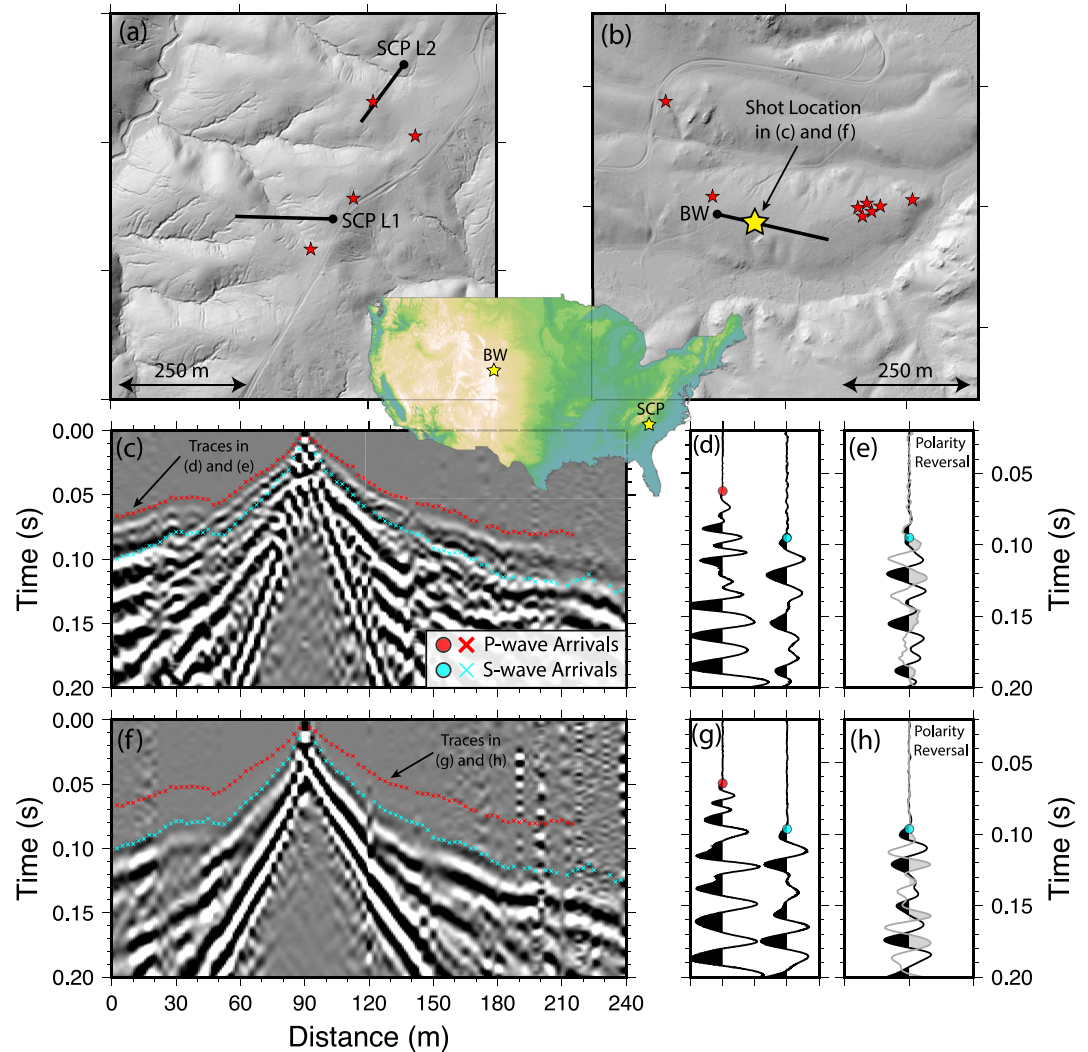 (a)
SCP L2
SCP L1
250 m
(b)
Shot Location
in (c) and (f)
BW
250 m
BW
SCP
0.00
0.05
0.10
0.15
0.20
Time (s)
(c)
Traces in
(d) and (e)
P-wave Arrivals
S-wave Arrivals
(d)
(e)
Polarity
Reversal
0.05
0.10
0.15
0.20
Time (s)
0.00
0.05
0.10
0.15
0.20
Time (s)
(f)
Traces in
(g) and (h)
(g)
(h)
Polarity
Reversal
0.05
0.10
0.15
0.20
Time (s)
0 30 60 90 120 150 180 210 240
Distance (m)